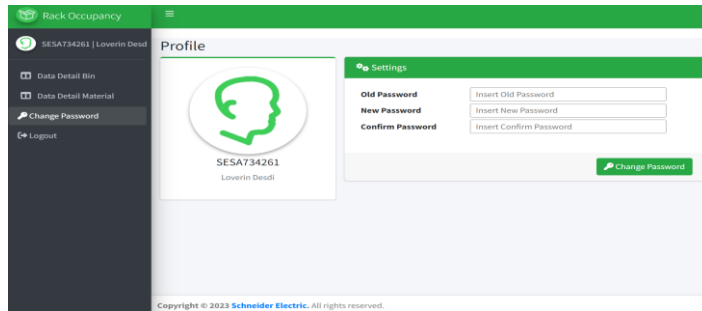 Rack Occupancy
SESA734261 | Loverin Desd
Data Detail Bin
Data Detail Material
Change Password
Logout
Profile
SESA734261
Loverin Desdi
Settings
Old Password Insert Old Password
New Password Insert New Password
Confirm Password Insert Confirm Password
Change Password
Copyright © 2023 Schneider Electric. All rights reserved.